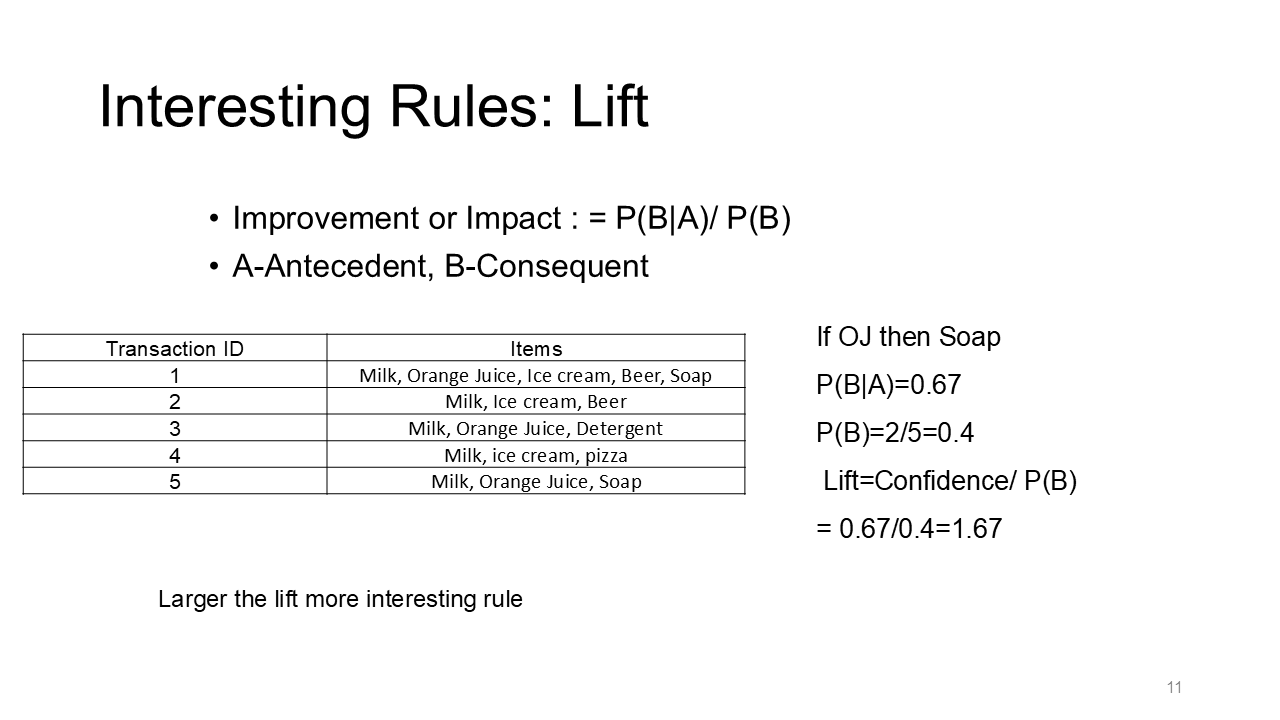 Interesting Rules: Lift
• Improvement or Impact : = P(B|A)/ P(B)
• A-Antecedent, B-Consequent
Transaction ID Items
1 Milk, Orange Juice, Ice cream, Beer, Soap
2 Milk, Ice cream, Beer
3 Milk, Orange Juice, Detergent
4 Milk, ice cream, pizza
5 Milk, Orange Juice, Soap
If OJ then Soap
P(B|A)=0.67
P(B)=2/5=0.4
Lift=Confidence/ P(B)
= 0.67/0.4=1.67
Larger the lift more interesting rule
11